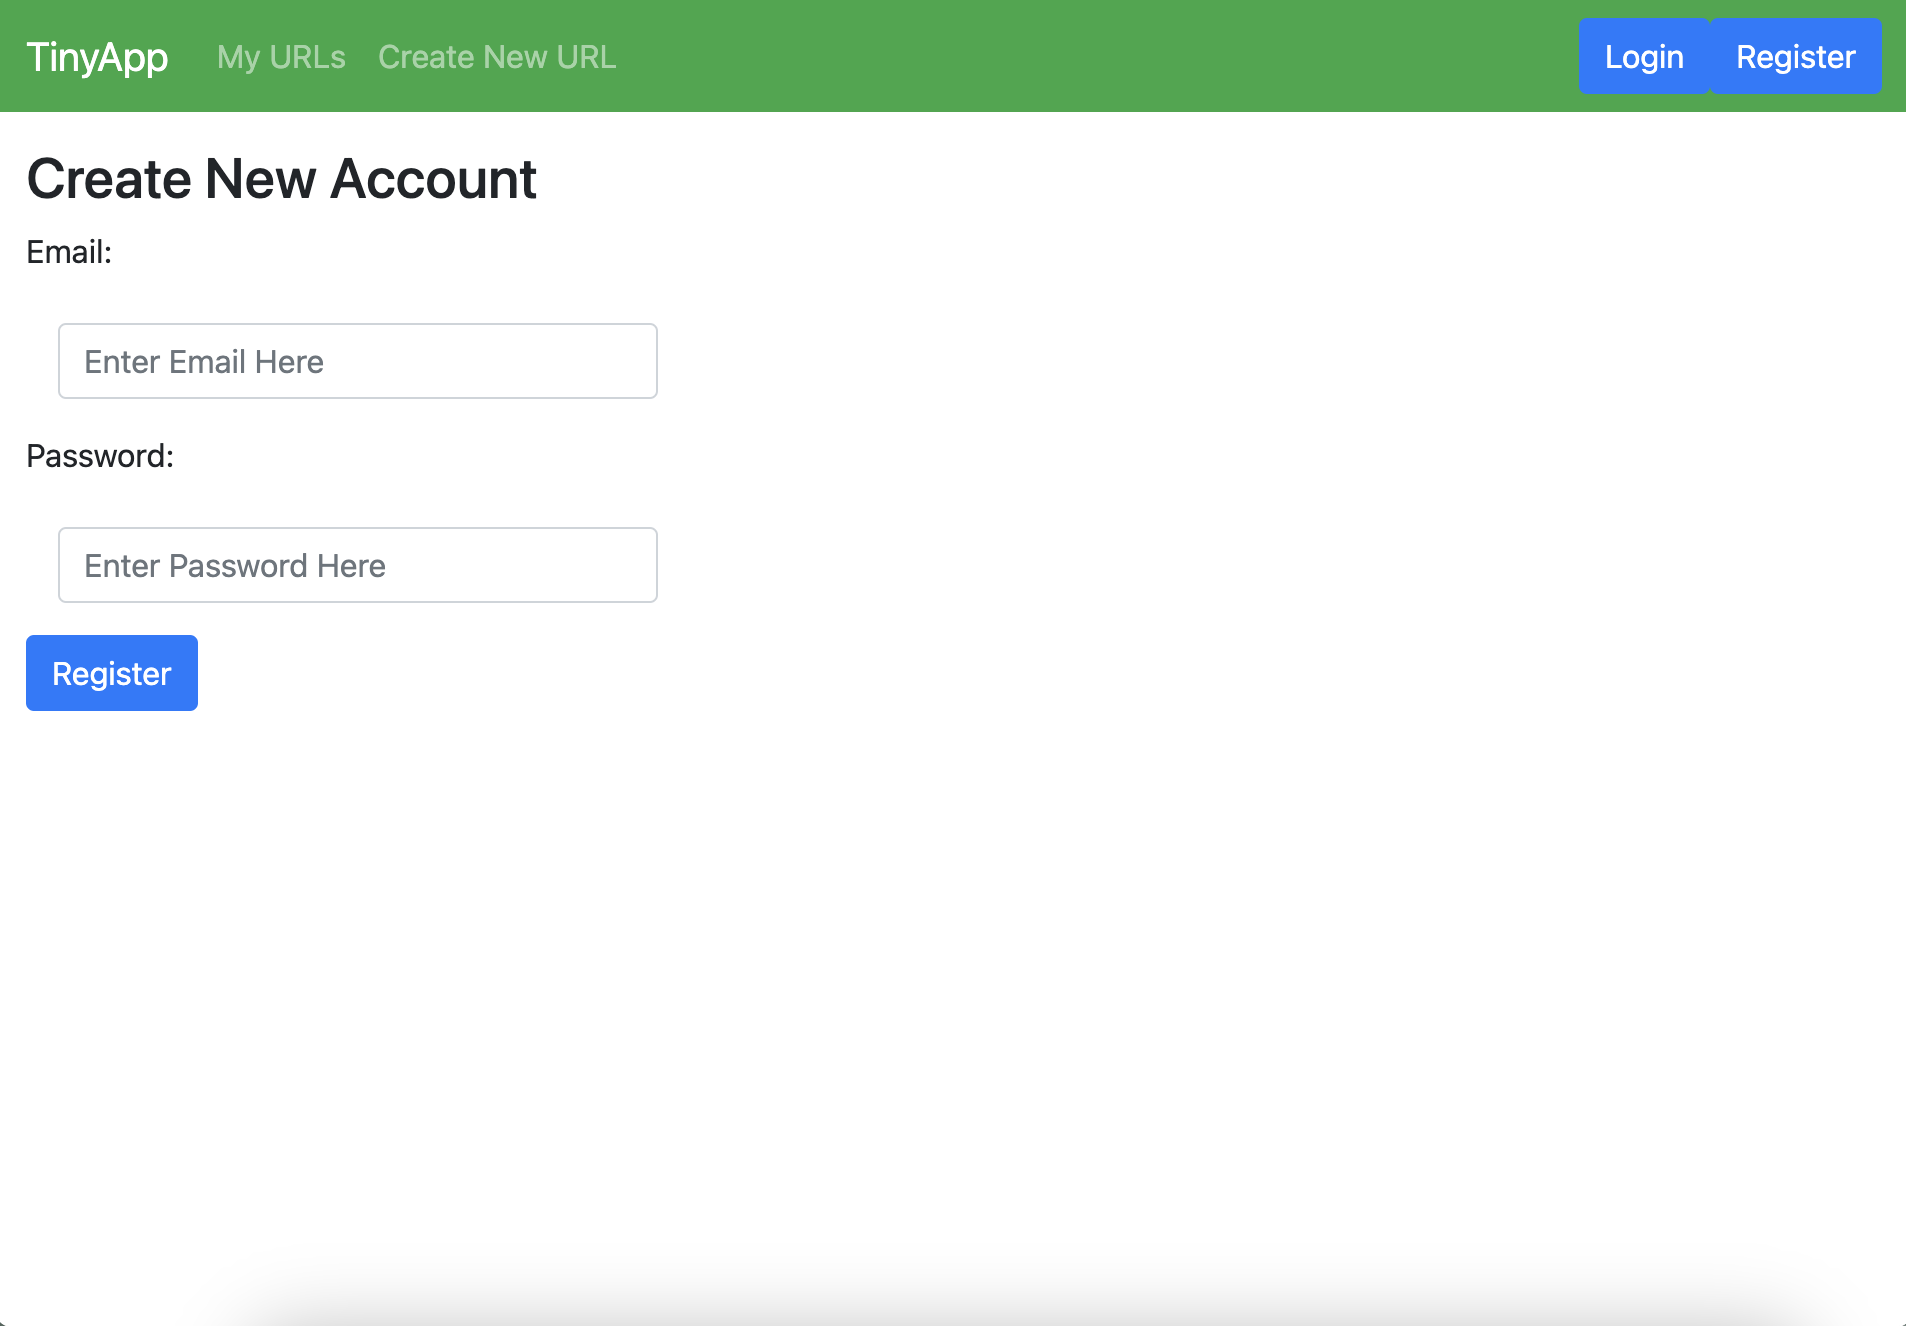 TinyApp My URLs Create New URL Login Register
Create New Account
Email:
Enter Email Here
Password:
Enter Password Here
Register